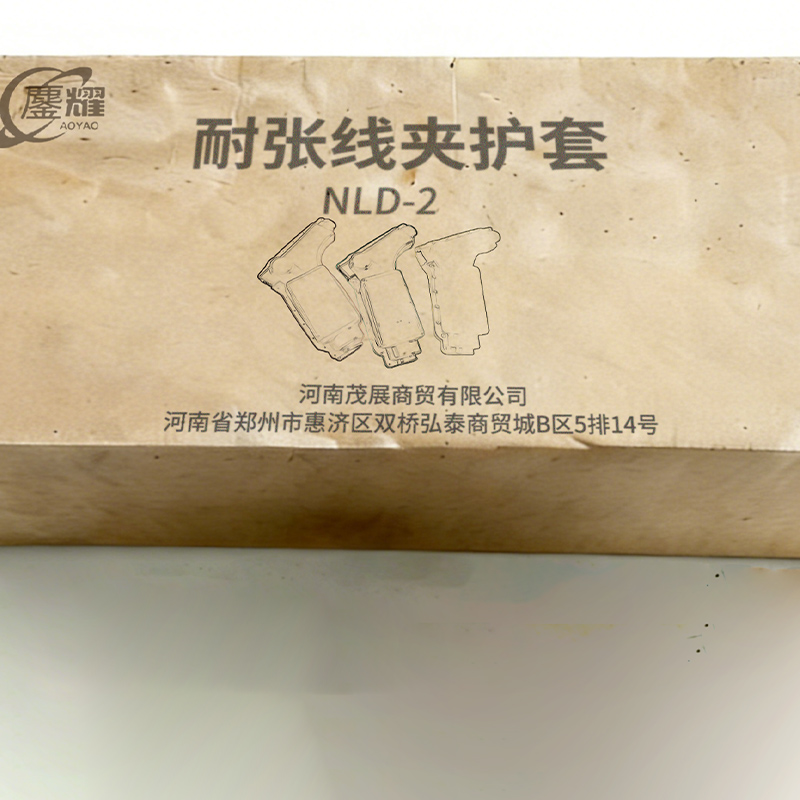 鏖耀
AOYAO
耐张线夹护套
NLD-2
河南茂展商贸有限公司
河南省郑州市惠济区双桥弘泰商贸城B区5排14号